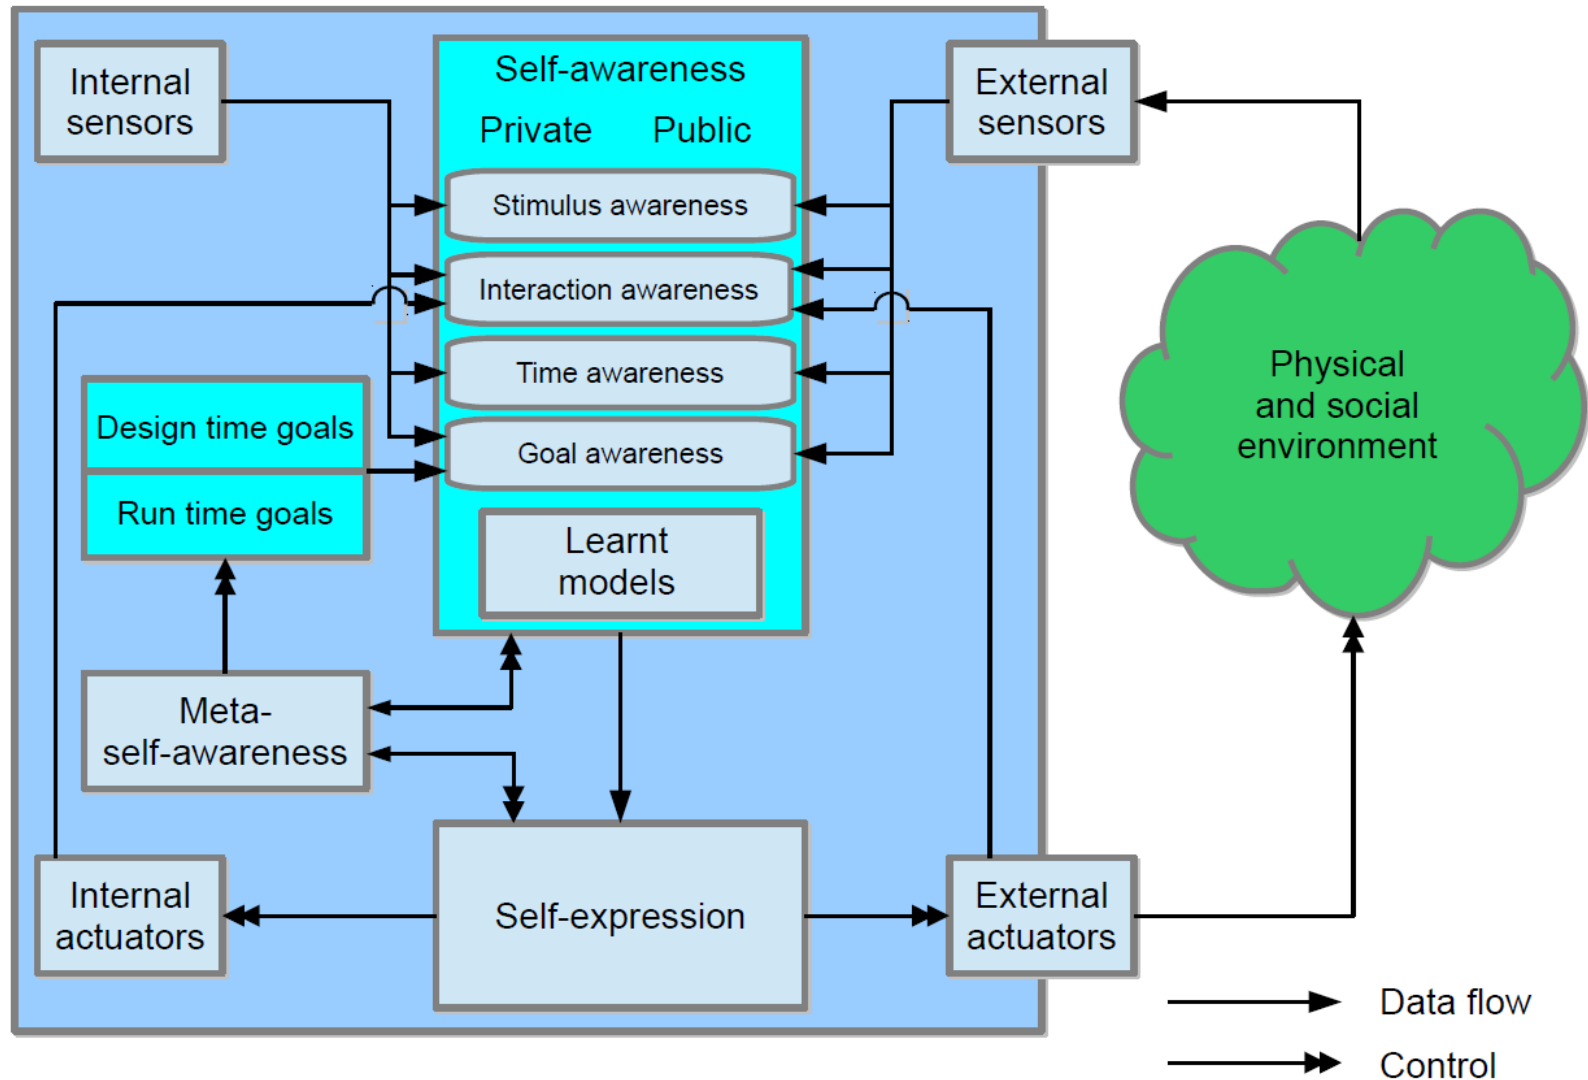 Internal
sensors
Self-awareness
Private Public
External
sensors
Stimulus awareness
Interaction awareness
Time awareness
Goal awareness
Design time goals
Run time goals
Learnt
models
Physical
and social
environment
Meta-
self-awareness
Internal
actuators
Self-expression
External
actuators
Data flow
Control